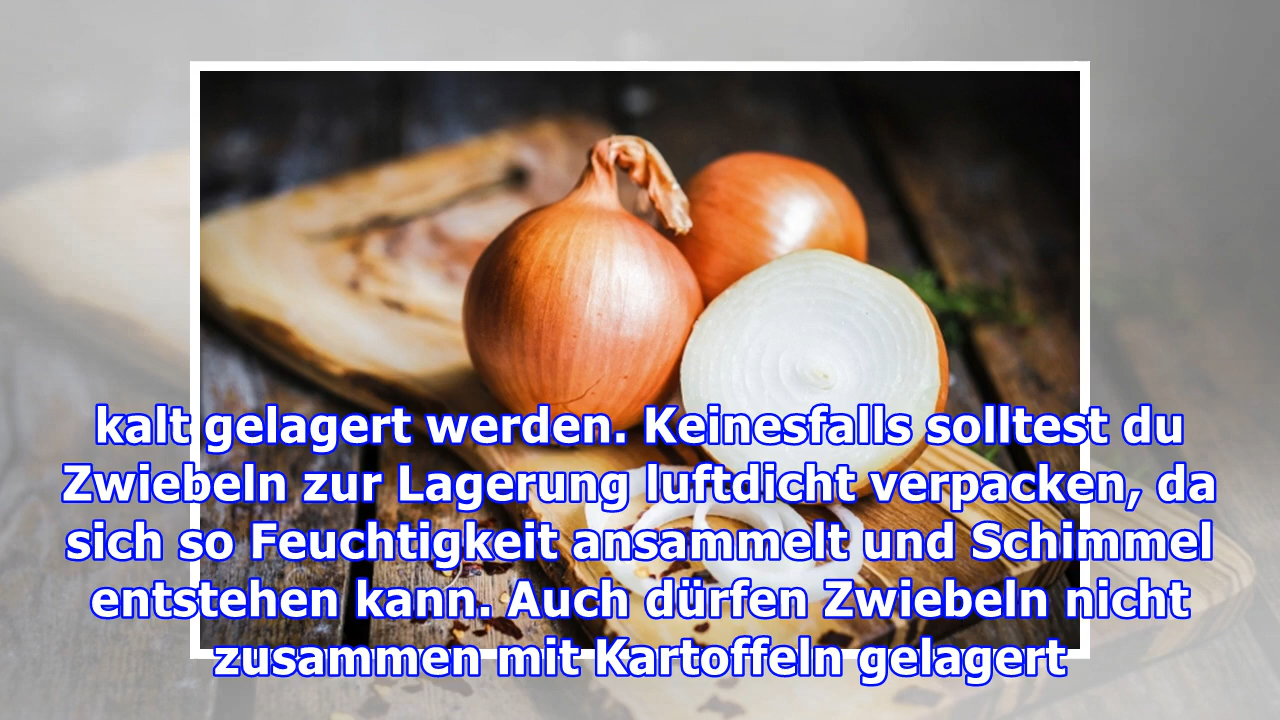 kalt gelagert werden. Keinesfalls solltest du
Zwiebeln zur Lagerung luftdicht verpacken, da
sich so Feuchtigkeit ansammelt und Schimmel
entstehen kann. Auch dürfen Zwiebeln nicht
zusammen mit Kartoffeln gelagert